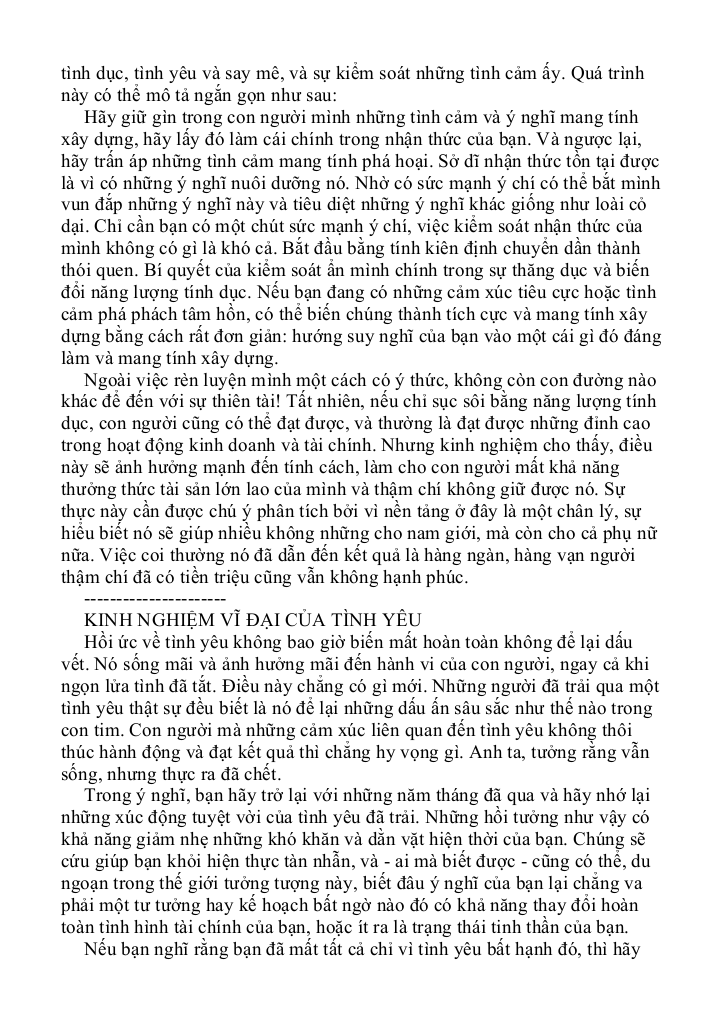 tình dục, tình yêu và say mê, và sự kiểm soát những tình cảm ấy. Quá trình
này có thể mô tả ngắn gọn như sau:
Hãy giữ gìn trong con người mình những tình cảm và ý nghĩ mang tính
xây dựng, hãy lấy đó làm cái chính trong nhận thức của bạn. Và ngược lại,
hãy trấn áp những tình cảm mang tính phá hoại. Sở dĩ nhận thức tồn tại được
là vì có những ý nghĩ nuôi dưỡng nó. Nhờ có sức mạnh ý chí có thể bắt mình
vun đắp những ý nghĩ này và tiêu diệt những ý nghĩ khác giống như loài cỏ
dại. Chỉ cần bạn có một chút sức mạnh ý chí, việc kiểm soát nhận thức của
mình không có gì là khó cả. Bắt đầu bằng tính kiên định chuyển dần thành
thói quen. Bí quyết của kiểm soát ẩn mình chính trong sự thăng dục và biến
đổi năng lượng tính dục. Nếu bạn đang có những cảm xúc tiêu cực hoặc tình
cảm phá phách tâm hồn, có thể biến chúng thành tích cực và mang tính xây
dựng bằng cách rất đơn giản: hướng suy nghĩ của bạn vào một cái gì đó đáng
làm và mang tính xây dựng.
Ngoài việc rèn luyện mình một cách có ý thức, không còn con đường nào
khác để đến với sự thiên tài! Tất nhiên, nếu chỉ sục sôi bằng năng lượng tính
dục, con người cũng có thể đạt được, và thường là đạt được những đỉnh cao
trong hoạt động kinh doanh và tài chính. Nhưng kinh nghiệm cho thấy, điều
này sẽ ảnh hưởng mạnh đến tính cách, làm cho con người mất khả năng
thưởng thức tài sản lớn lao của mình và thậm chí không giữ được nó. Sự
thực này cần được chú ý phân tích bởi vì nền tảng ở đây là một chân lý, sự
hiểu biết nó sẽ giúp nhiều không những cho nam giới, mà còn cho cả phụ nữ
nữa. Việc coi thường nó đã dẫn đến kết quả là hàng ngàn, hàng vạn người
thậm chí đã có tiền triệu cũng vẫn không hạnh phúc.
----------------------
KINH NGHIỆM VĨ ĐẠI CỦA TÌNH YÊU
Hồi ức về tình yêu không bao giờ biến mất hoàn toàn không để lại dấu
vết. Nó sống mãi và ảnh hưởng mãi đến hành vi của con người, ngay cả khi
ngọn lửa tình đã tắt. Điều này chẳng có gì mới. Những người đã trải qua một
tình yêu thật sự đều biết là nó để lại những dấu ấn sâu sắc như thế nào trong
con tim. Con người mà những cảm xúc liên quan đến tình yêu không thôi
thúc hành động và đạt kết quả thì chẳng hy vọng gì. Anh ta, tưởng rằng vẫn
sống, nhưng thực ra đã chết.
Trong ý nghĩ, bạn hãy trở lại với những năm tháng đã qua và hãy nhớ lại
những xúc động tuyệt vời của tình yêu đã trải. Những hồi tưởng như vậy có
khả năng giảm nhẹ những khó khăn và dằn vặt hiện thời của bạn. Chúng sẽ
cứu giúp bạn khỏi hiện thực tàn nhẫn, và - ai mà biết được - cũng có thể, du
ngoạn trong thế giới tưởng tượng này, biết đâu ý nghĩ của bạn lại chẳng va
phải một tư tưởng hay kế hoạch bất ngờ nào đó có khả năng thay đổi hoàn
toàn tình hình tài chính của bạn, hoặc ít ra là trạng thái tinh thần của bạn.
Nếu bạn nghĩ rằng bạn đã mất tất cả chỉ vì tình yêu bất hạnh đó, thì hãy